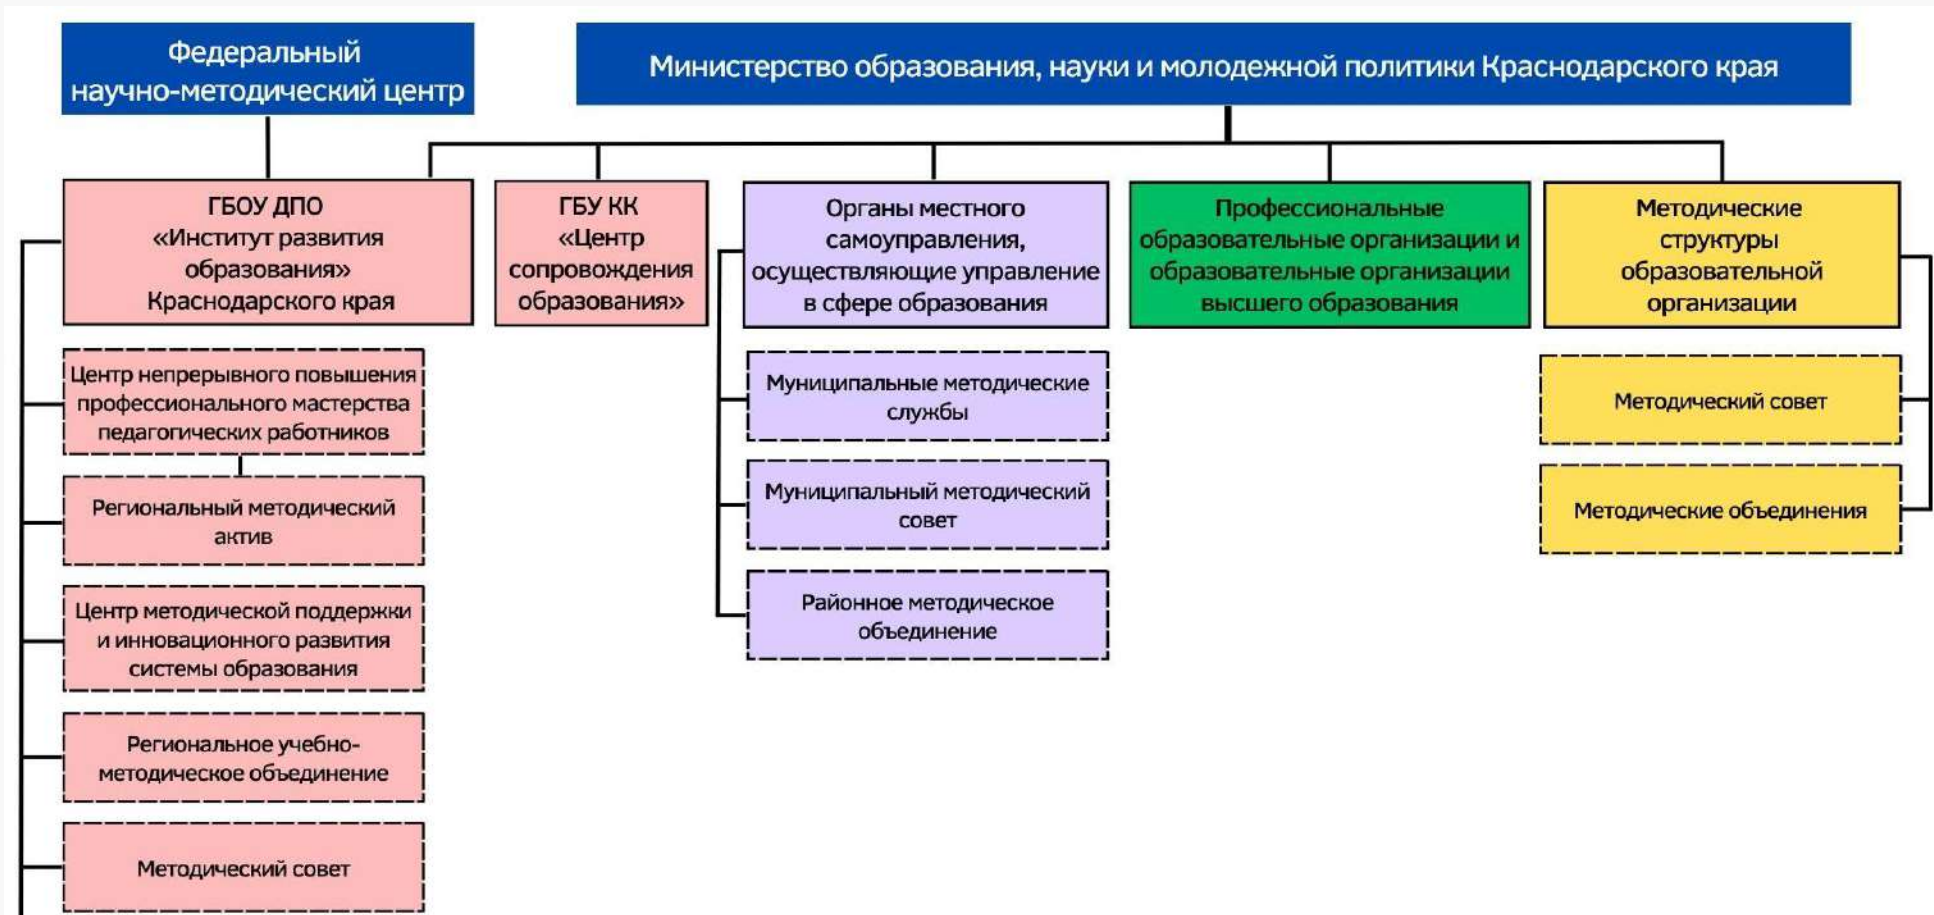 Федеральный
научно-методический центр
Министерство образования, науки и молодежной политики Краснодарского края
ГБОУ ДПО
«Институт развития
образования»
Краснодарского края
ГБУ КК
«Центр
сопровождения
образования»
Органы местного
самоуправления,
осуществляющие управление
в сфере образования
Профессиональные
образовательные организации и
образовательные организации
высшего образования
Методические
структуры
образовательной
организации
Центр непрерывного повышения
профессионального мастерства
педагогических работников
Региональный методический
актив
Центр методической поддержки
и инновационного развития
системы образования
Региональное учебно-
методическое объединение
Методический совет
Муниципальные методические
службы
Муниципальный методический
совет
Районное методическое
объединение
Методический совет
Методические объединения